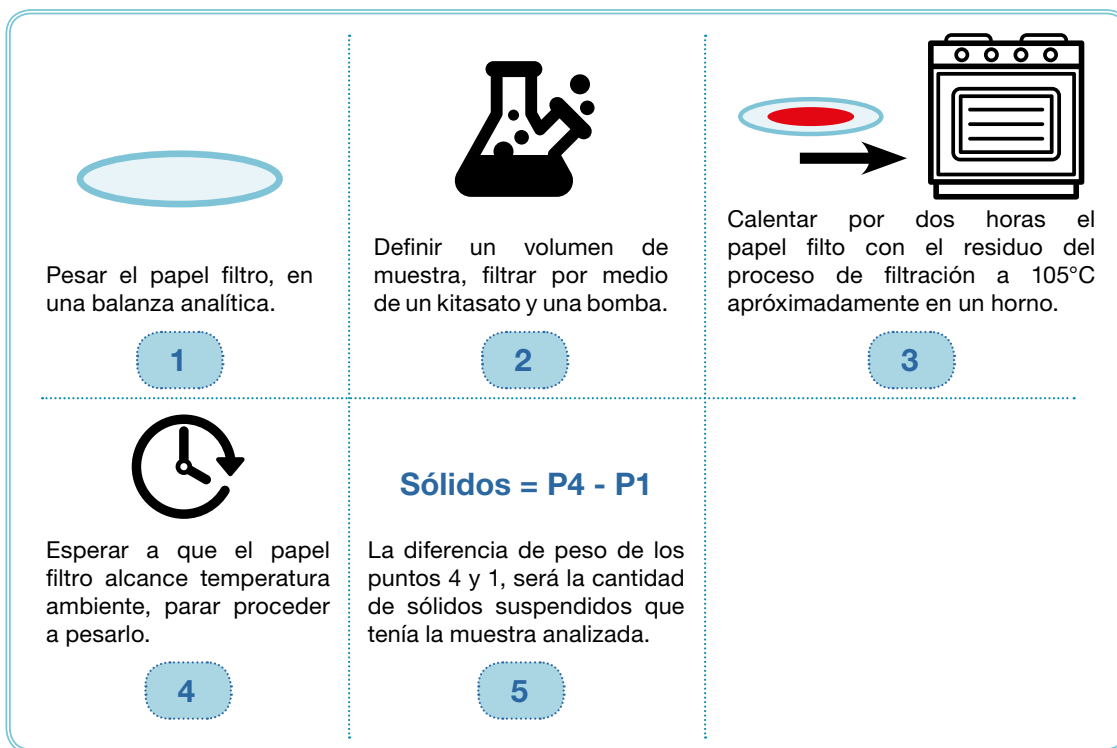 Pesar el papel filtro, en
una balanza analítica.
1
Definir un volumen de
muestra, filtrar por medio
de un kitasato y una bomba.
2
Calentar por dos horas el
papel filto con el residuo del
proceso de filtración a 105°C
apróximadamente en un horno.
3
Esperar a que el papel
filtro alcance temperatura
ambiente, parar proceder
a pesarlo.
4
Sólidos = P4 - P1
La diferencia de peso de los
puntos 4 y 1, será la cantidad
de sólidos suspendidos que
tenía la muestra analizada.
5